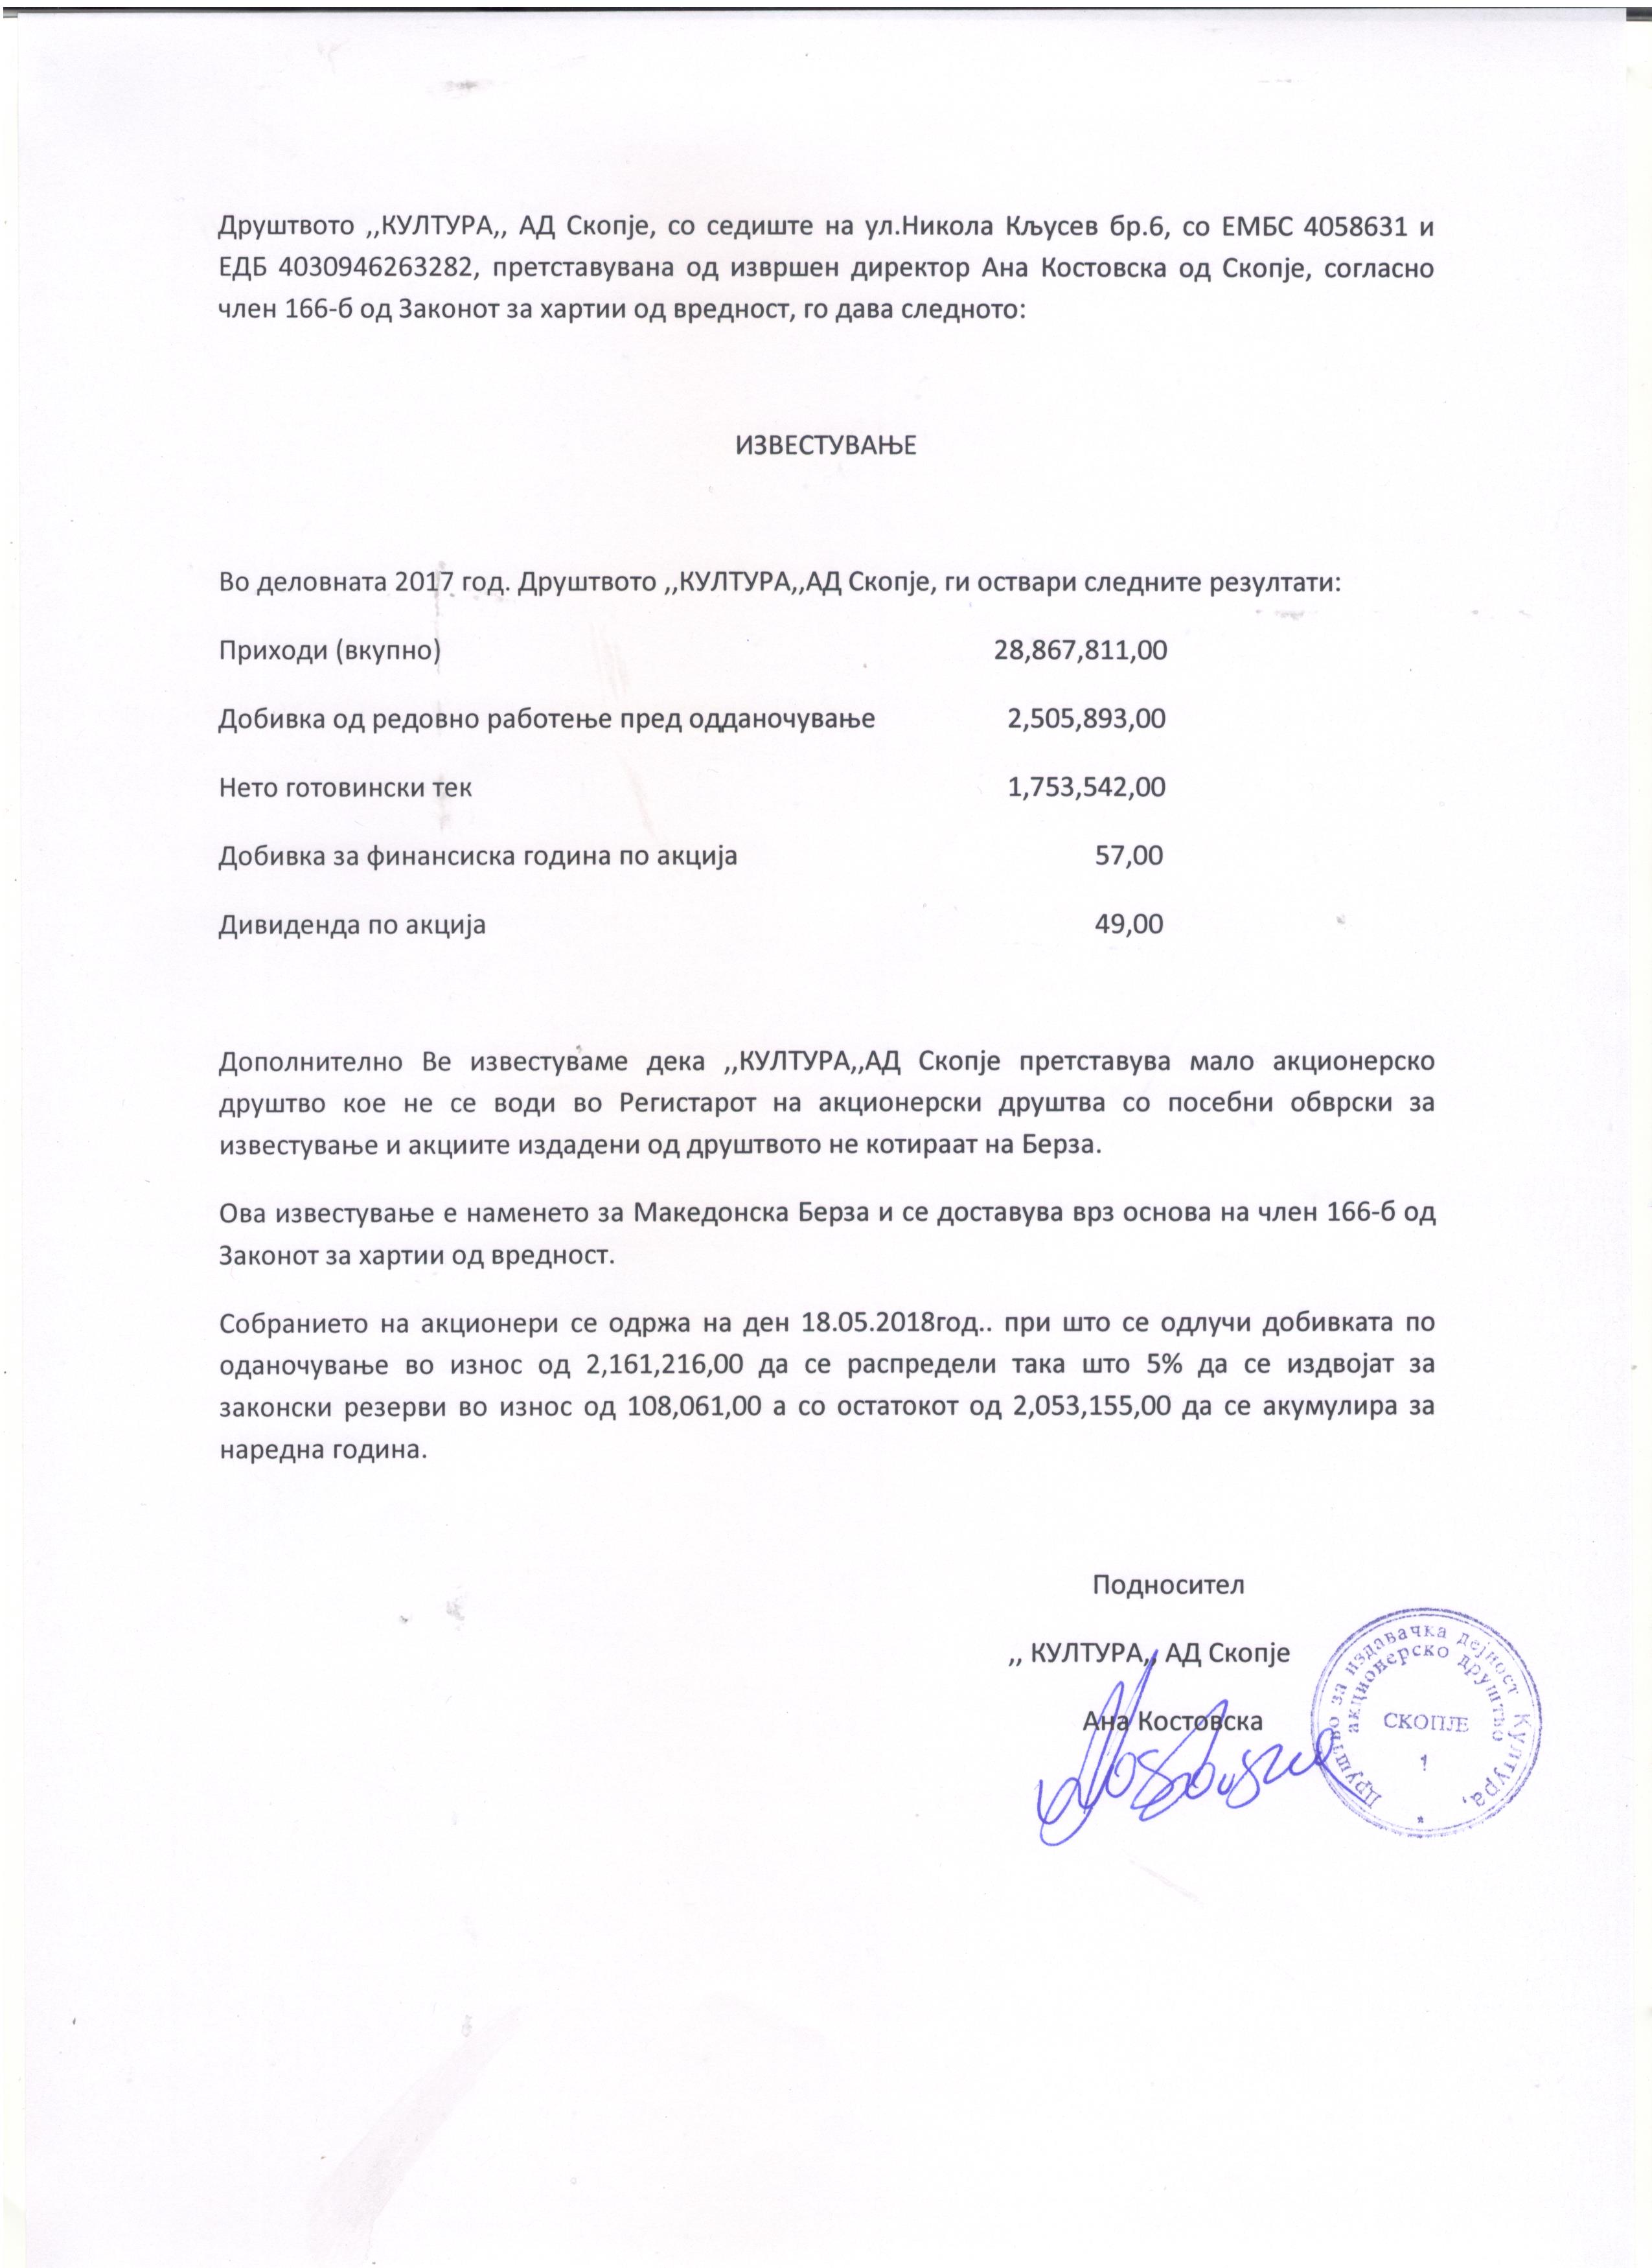 Друштвото ,,КУЛТУРА,, АД Скопје, со седиште на ул.Никола Кљусев бр.6, со ЕМБС 4058631 и
ЕДБ 4030946263282, претставувана од извршен директор Ана Костовска од Скопје, согласно
член 166-б од Законот за хартии од вредност, го дава следното:
ИЗВЕСТУВАЊЕ
Во деловната 2017 год. Друштвото ,,КУЛТУРА,,АД Скопје, ги оствари следните резултати:
Приходи (вкупно) 28,867,811,00
Добивка од редовно работење пред одданочување 2,505,893,00
Нето готовински тек 1,753,542,00
Добивка за финансиска година по акција 57,00
Дивиденда по акција 49,00
Дополнително Ве известуваме дека ,,КУЛТУРА,,АД Скопје претставува мало акционерско
друштво кое не се води во Регистарот на акционерски друштва со посебни обврски за
известување и акциите издадени од друштвото не котираат на Берза.
Ова известување е наменето за Македонска Берза и се доставува врз основа на член 166-б од
Законот за хартии од вредност.
Собранието на акционери се одржа на ден 18.05.2018год.. при што се одлучи добивката по
оданочување во износ од 2,161,216,00 да се распредели така што 5% да се издвојат за
законски резерви во износ од 108,061,00 а со остатокот од 2,053,155,00 да се акумулира за
наредна година.
Подносител
,, КУЛТУРА,, АД Скопје
Ана Костовска
Друштво за издавачка дејност Култура,
акционерско друштво
СКОПЈЕ
1